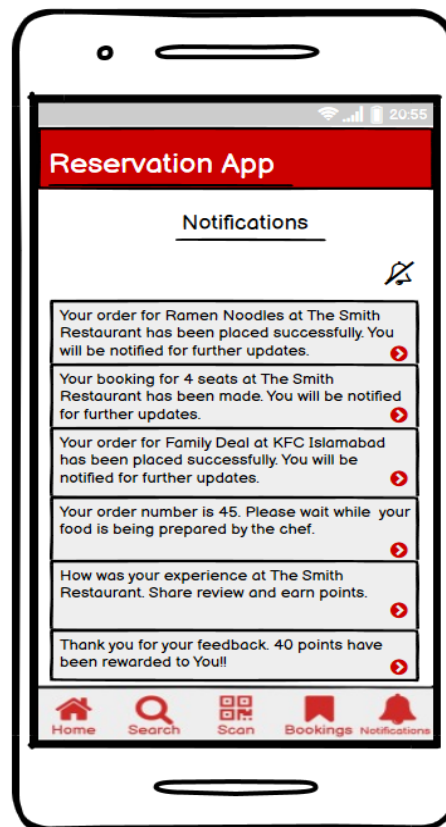 20:55
Reservation App
Notifications
Your order for Ramen Noodles at The Smith
Restaurant has been placed successfully. You
will be notified for further updates.
Your booking for 4 seats at The Smith
Restaurant has been made. You will be notified
for further updates.
Your order for Family Deal at KFC Islamabad
has been placed successfully. You will be
notified for further updates.
Your order number is 45. Please wait while your
food is being prepared by the chef.
How was your experience at The Smith
Restaurant. Share review and earn points.
Thank you for your feedback. 40 points have
been rewarded to You!!
Home Search Scan Bookings Notifications